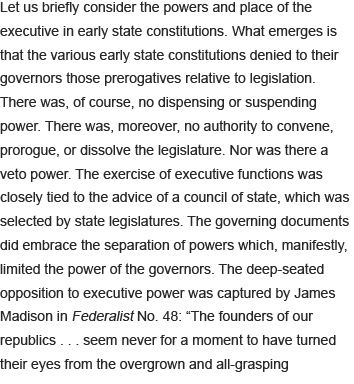 Let us briefly consider the powers and place of the
executive in early state constitutions. What emerges is
that the various early state constitutions denied to their
governors those prerogatives relative to legislation.
There was, of course, no dispensing or suspending
power. There was, moreover, no authority to convene,
prorogue, or dissolve the legislature. Nor was there a
veto power. The exercise of executive functions was
closely tied to the advice of a council of state, which was
selected by state legislatures. The governing documents
did embrace the separation of powers which, manifestly,
limited the power of the governors. The deep-seated
opposition to executive power was captured by James
Madison in Federalist No. 48: “The founders of our
republics . . . seem never for a moment to have turned
their eyes from the overgrown and all-grasping